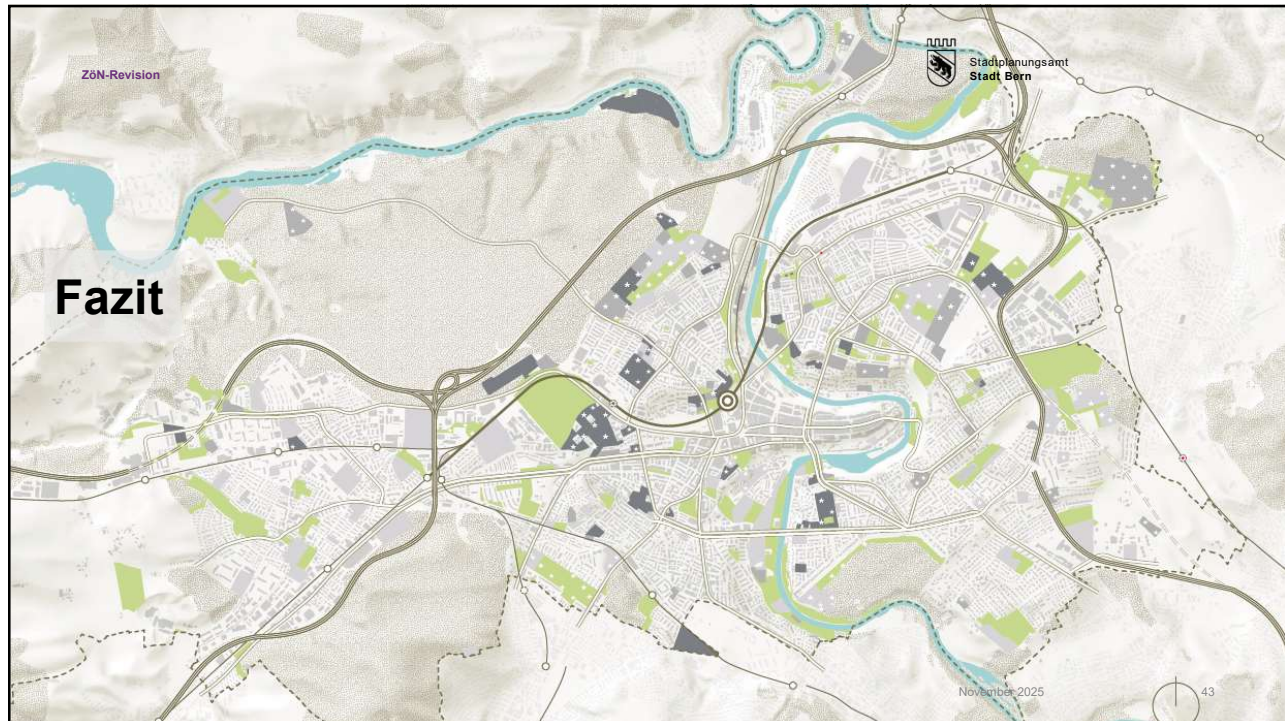 ZöN-Revision
Stadtplanungsamt
Stadt Bern
Fazit
November 2025
43